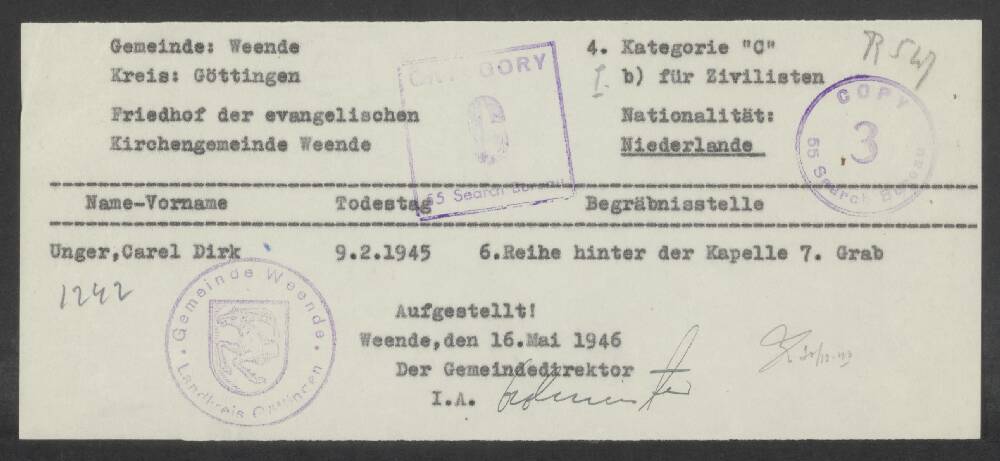 Gemeinde: Weende
Kreis: Göttingen
Friedhof der evangelischen
Kirchengemeinde Weende
4. Kategorie "C"
I. b) für Zivilisten
Nationalität:
Niederlande
CATEGORY
C
55 Search Bureau
COPY
3
55 Search Bureau
Name-Vorname Todestag Begräbnisstelle
Unger,Carel Dirk 9.2.1945 6.Reihe hinter der Kapelle 7. Grab
1242
Gemeinde Weende
Landkreis Göttingen
Aufgestellt!
Weende,den 16.Mai 1946
Der Gemeindedirektor
I.A.